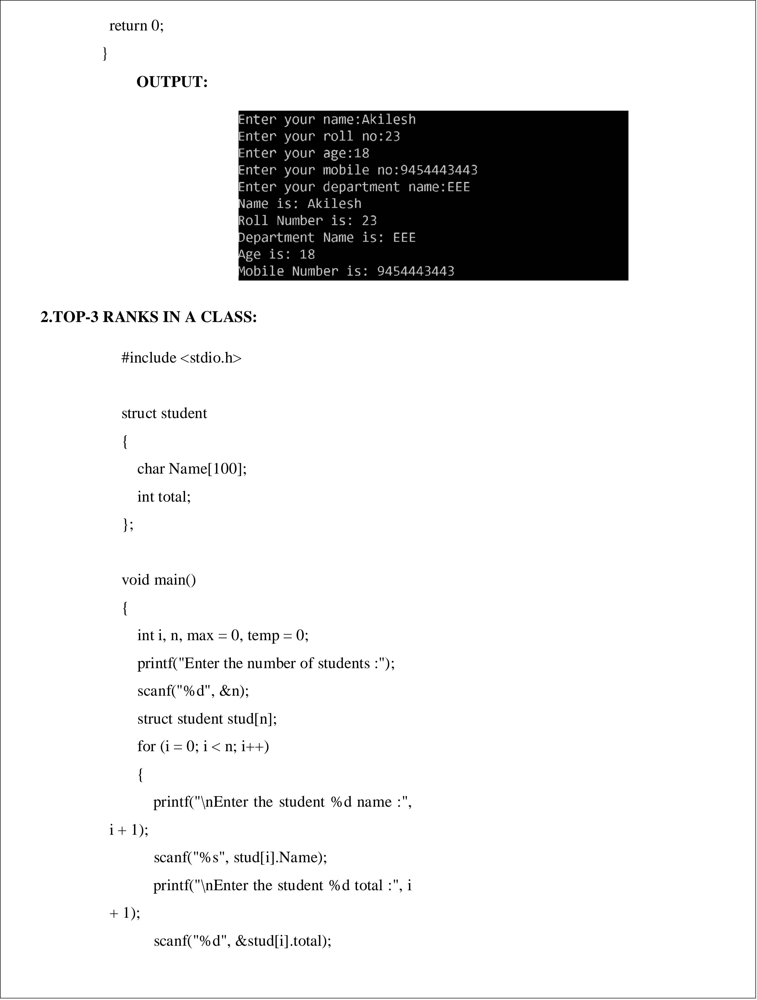 return 0;
}
OUTPUT:
Enter your name:Akilesh
Enter your roll no:23
Enter your age:18
Enter your mobile no:9454443443
Enter your department name:EEE
Name is: Akilesh
Roll Number is: 23
Department Name is: EEE
Age is: 18
Mobile Number is: 9454443443
2.TOP-3 RANKS IN A CLASS:
#include <stdio.h>
struct student
{
char Name[100];
int total;
};
void main()
{
int i, n, max = 0, temp = 0;
printf("Enter the number of students :");
scanf("%d", &n);
struct student stud[n];
for (i = 0; i < n; i++)
{
printf("\nEnter the student %d name :",
i + 1);
scanf("%s", stud[i].Name);
printf("\nEnter the student %d total :", i
+ 1);
scanf("%d", &stud[i].total);